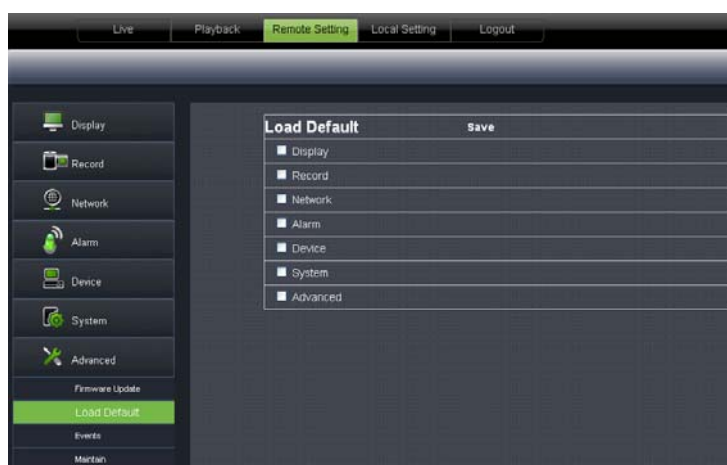 Live Playback Remote Setting Local Setting Logout
Display
Record
Network
Alarm
Device
System
Advanced
Firmware Update
Load Default
Events
Maintain
Load Default Save
Display
Record
Network
Alarm
Device
System
Advanced